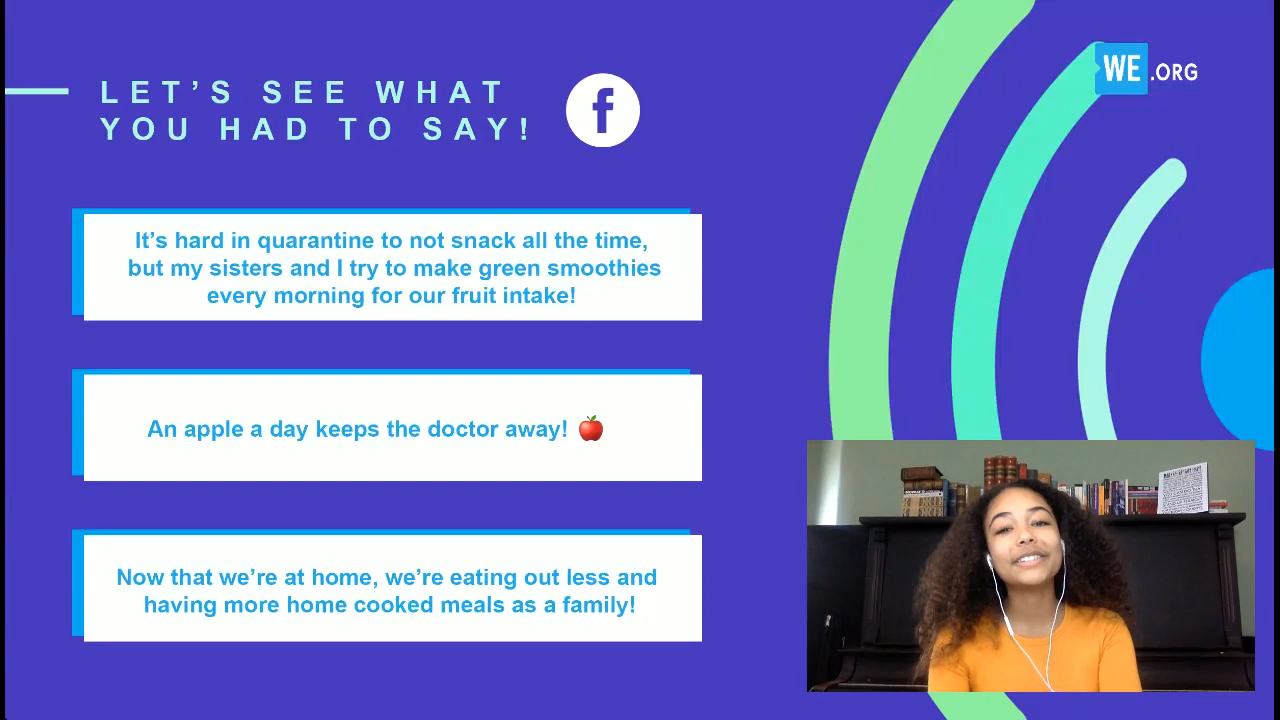 LET'S SEE WHAT
YOU HAD TO SAY!
f
WE.ORG
It's hard in quarantine to not snack all the time,
but my sisters and I try to make green smoothies
every morning for our fruit intake!
An apple a day keeps the doctor away! 🍎
Now that we're at home, we're eating out less and
having more home cooked meals as a family!